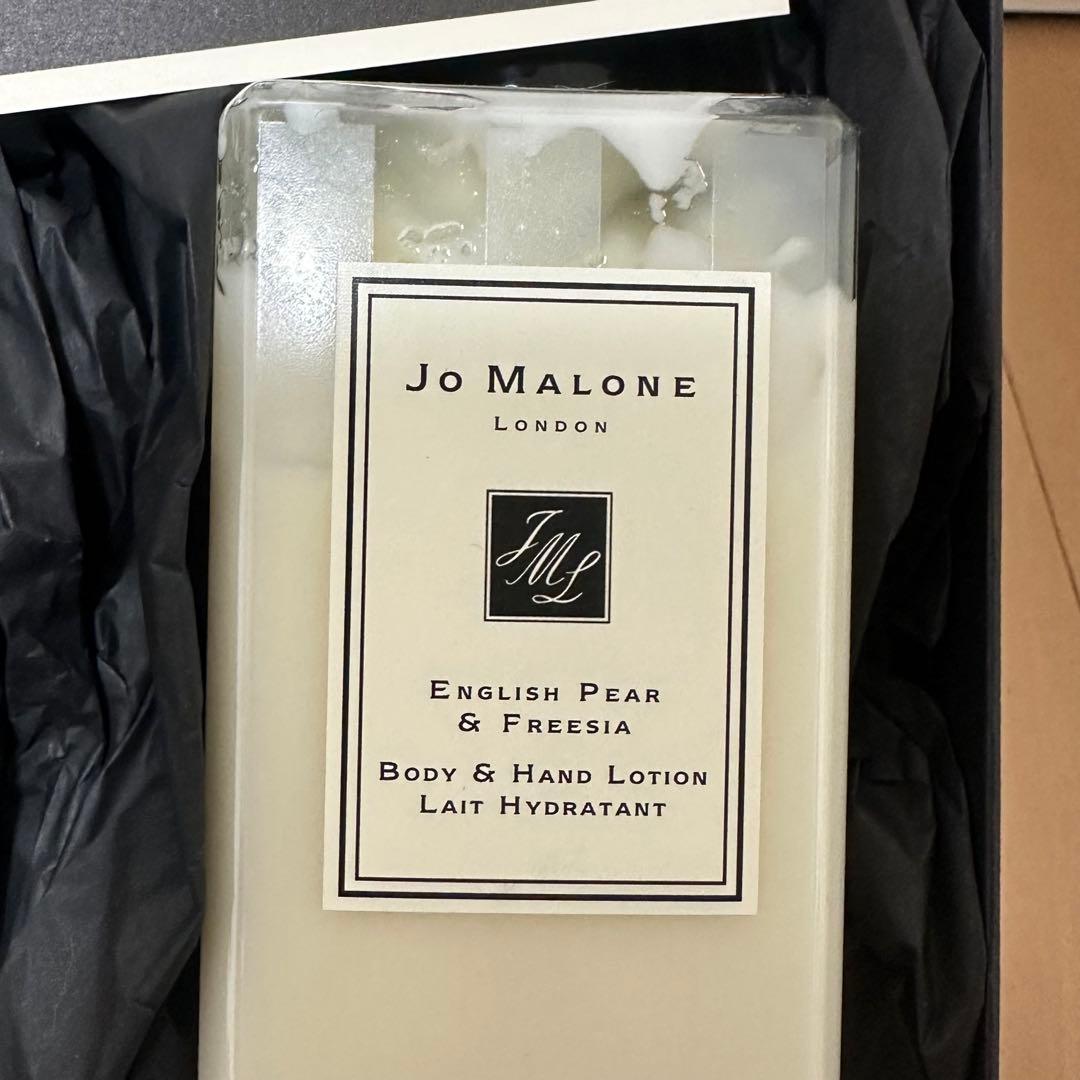 JO MALONE
LONDON
JML
ENGLISH PEAR
& FREESIA
BODY & HAND LOTION
LAIT HYDRATANT